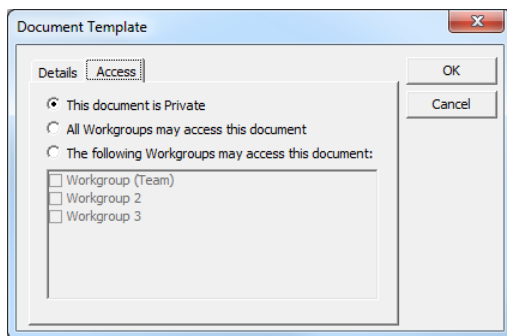 Document Template
Details Access
OK
Cancel
This document is Private
All Workgroups may access this document
The following Workgroups may access this document:
Workgroup (Team)
Workgroup 2
Workgroup 3